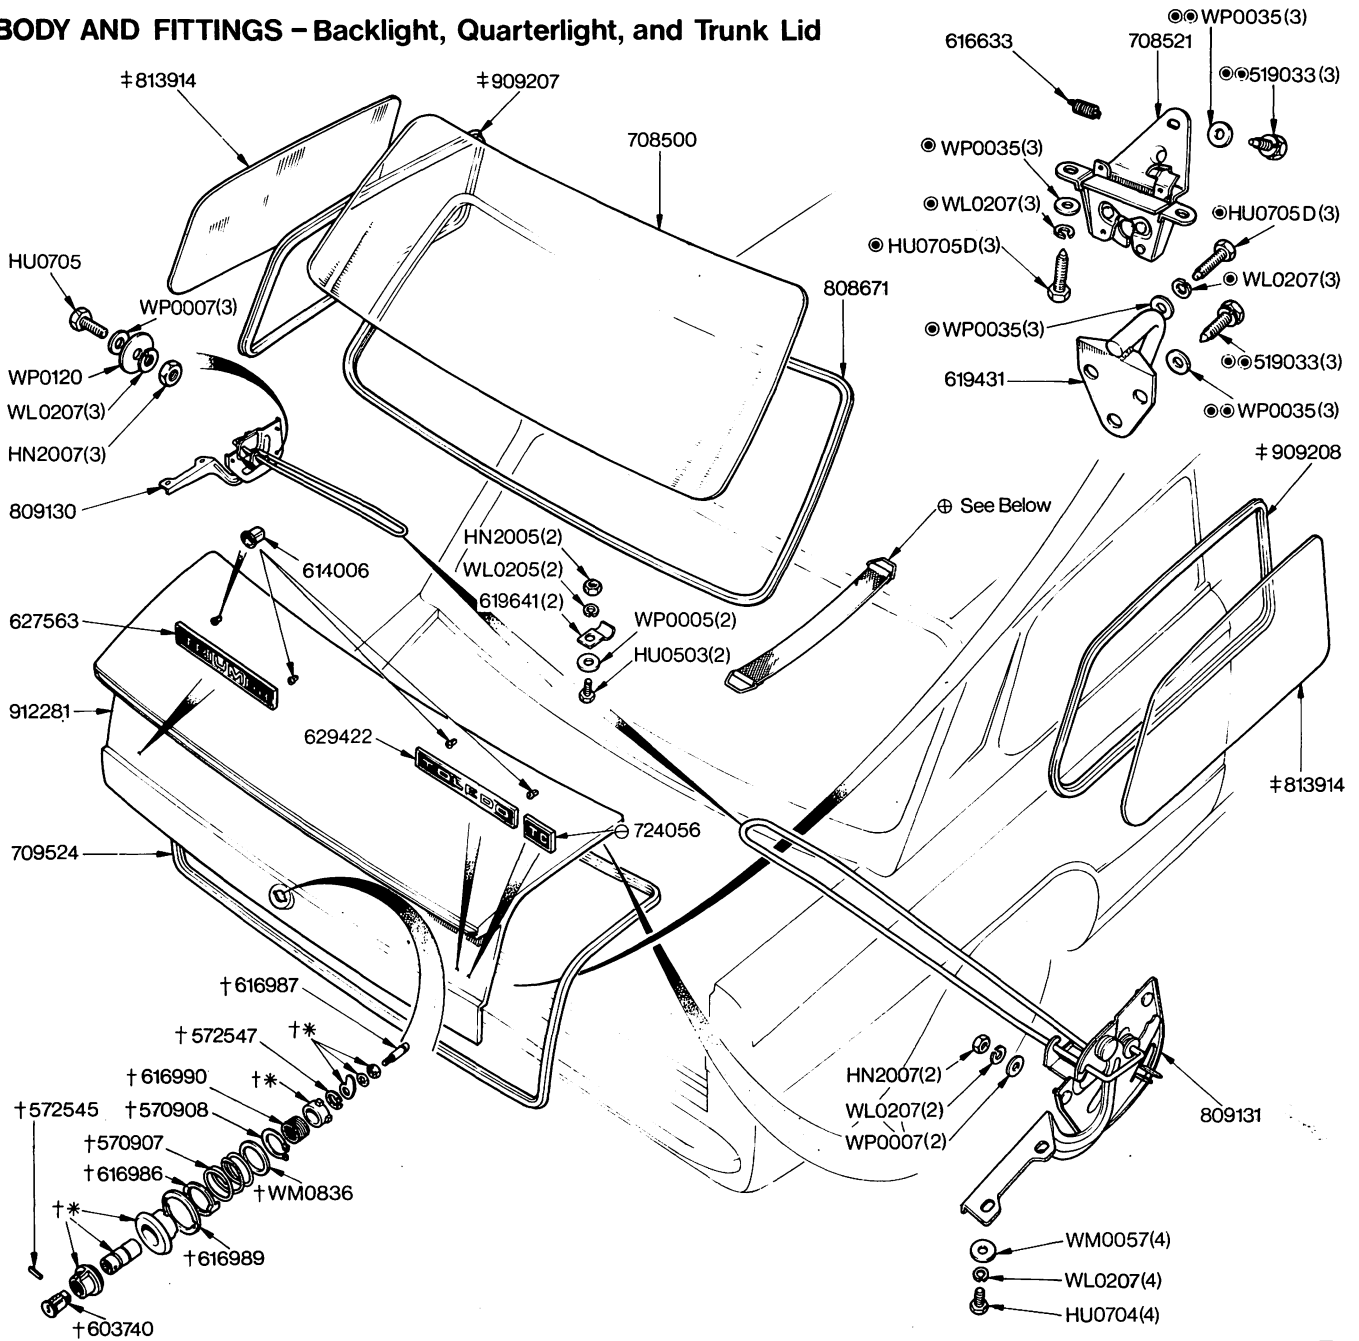 BODY AND FITTINGS – Backlight, Quarterlight, and Trunk Lid
◉◉ WP0035(3)
616633
708521
◉◉519033(3)
‡813914
‡909207
708500
◉ WP0035(3)
◉ WL0207(3)
◉HU0705D(3)
◉ HU0705D(3)
◉ WL0207(3)
HU0705
WP0007(3)
808671
◉WP0035(3)
WP0120
619431
◉◉519033(3)
WL0207(3)
◉◉ WP0035(3)
HN2007(3)
‡909208
809130
⊕ See Below
HN2005(2)
614006
WL0205(2)
619641(2)
627563
WP0005(2)
TRIUMPH
HU0503(2)
912281
629422
TOLEDO
‡813914
TC
⊖724056
709524
†616987
†572547
†*
†616990
†*
HN2007(2)
†572545
†570908
WL0207(2)
809131
†570907
WP0007(2)
†616986
†WM0836
†*
†616989
WM0057(4)
WL0207(4)
HU0704(4)
†603740